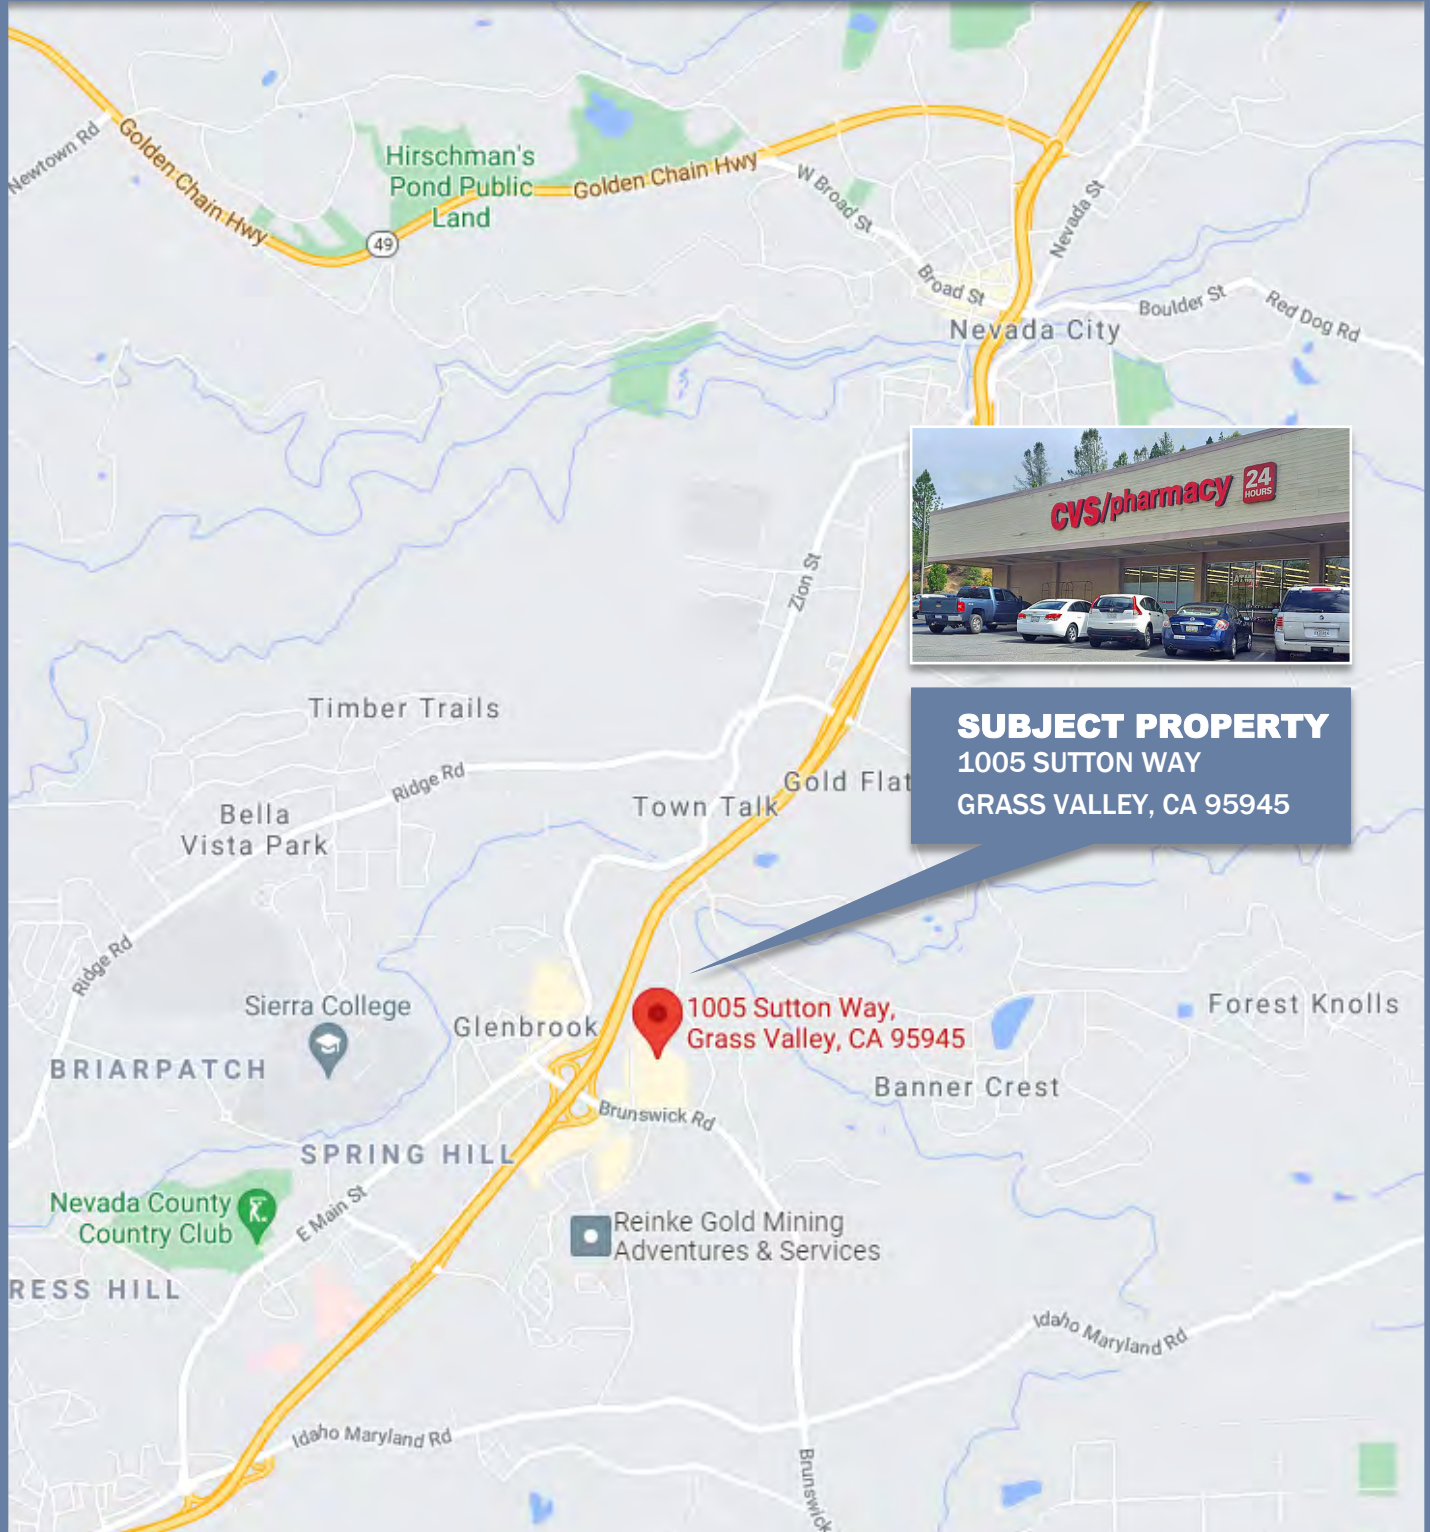 Newtown Rd
Golden Chain Hwy
Hirschman's
Pond Public
Land
49
Golden Chain Hwy
W Broad St
Nevada St
Broad St
Nevada City
Boulder St
Red Dog Rd
CVS/pharmacy
24
HOURS
Zion St
SUBJECT PROPERTY
1005 SUTTON WAY
GRASS VALLEY, CA 95945
Timber Trails
Ridge Rd
Gold Flat
Town Talk
Bella
Vista Park
Ridge Rd
Sierra College
Glenbrook
1005 Sutton Way,
Grass Valley, CA 95945
Forest Knolls
BRIARPATCH
Banner Crest
Brunswick Rd
SPRING HILL
Nevada County
Country Club
E Main St
Reinke Gold Mining
Adventures & Services
RESS HILL
Idaho Maryland Rd
Idaho Maryland Rd
Brunswick